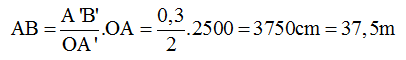 AB = A'B'/OA' .OA = 0,3/2 .2500 = 3750cm = 37,5m